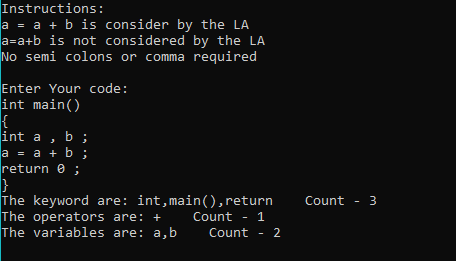 Instructions:
a = a + b is consider by the LA
a=a+b is not considered by the LA
No semi colons or comma required
Enter Your code:
int main()
{
int a , b ;
a = a + b ;
return 0 ;
}
The keyword are: int,main(),return    Count - 3
The operators are: +    Count - 1
The variables are: a,b    Count - 2